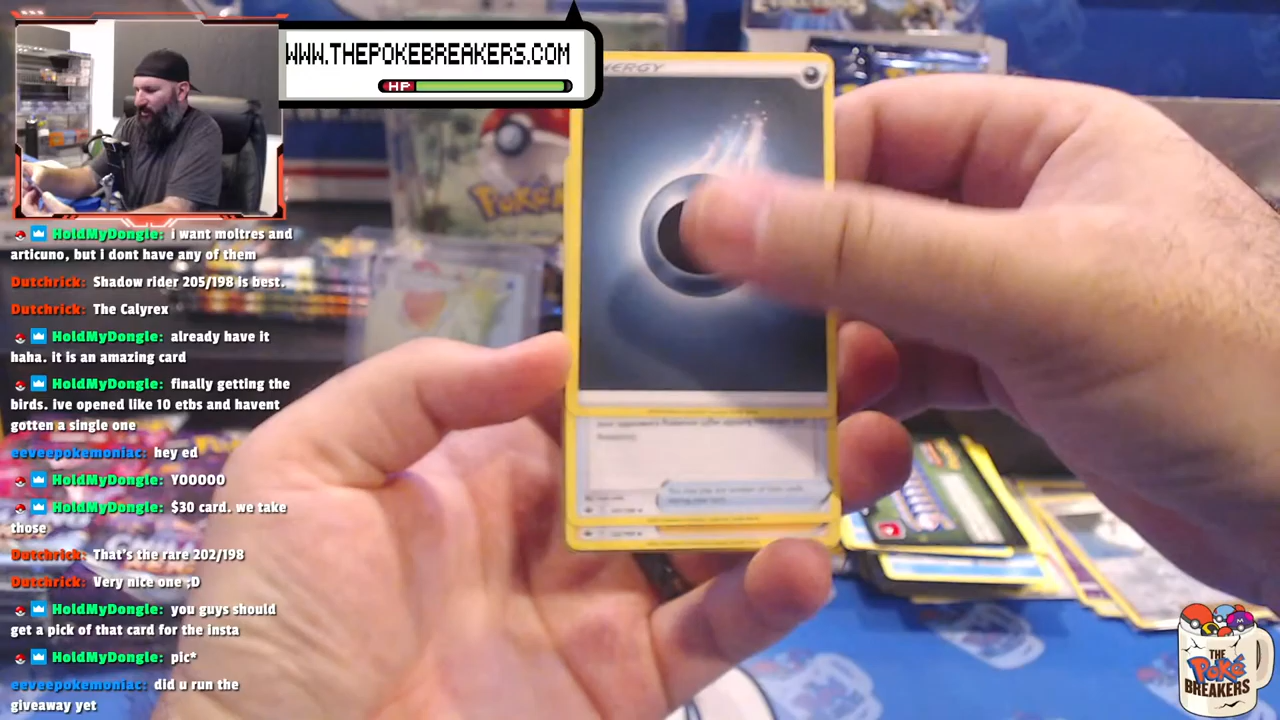 WWW.THEPOKEBREAKERS.COM
HP
HoldMyDongle: i want moltres and
articuno, but i dont have any of them
Dutchrick: Shadow rider 205/198 is best.
Dutchrick: The Calyrex
HoldMyDongle: already have it
haha. it is an amazing card
HoldMyDongle: finally getting the
birds. ive opened like 10 etbs and havent
gotten a single one
eeveepokemoniac: hey ed
HoldMyDongle: YOOOOO
HoldMyDongle: $30 card. we take
those
Dutchrick: That's the rare 202/198
Dutchrick: Very nice one ;D
HoldMyDongle: you guys should
get a pick of that card for the insta
HoldMyDongle: pic*
eeveepokemoniac: did u run the
giveaway yet
NERGY
THE
Poké
BREAKERS